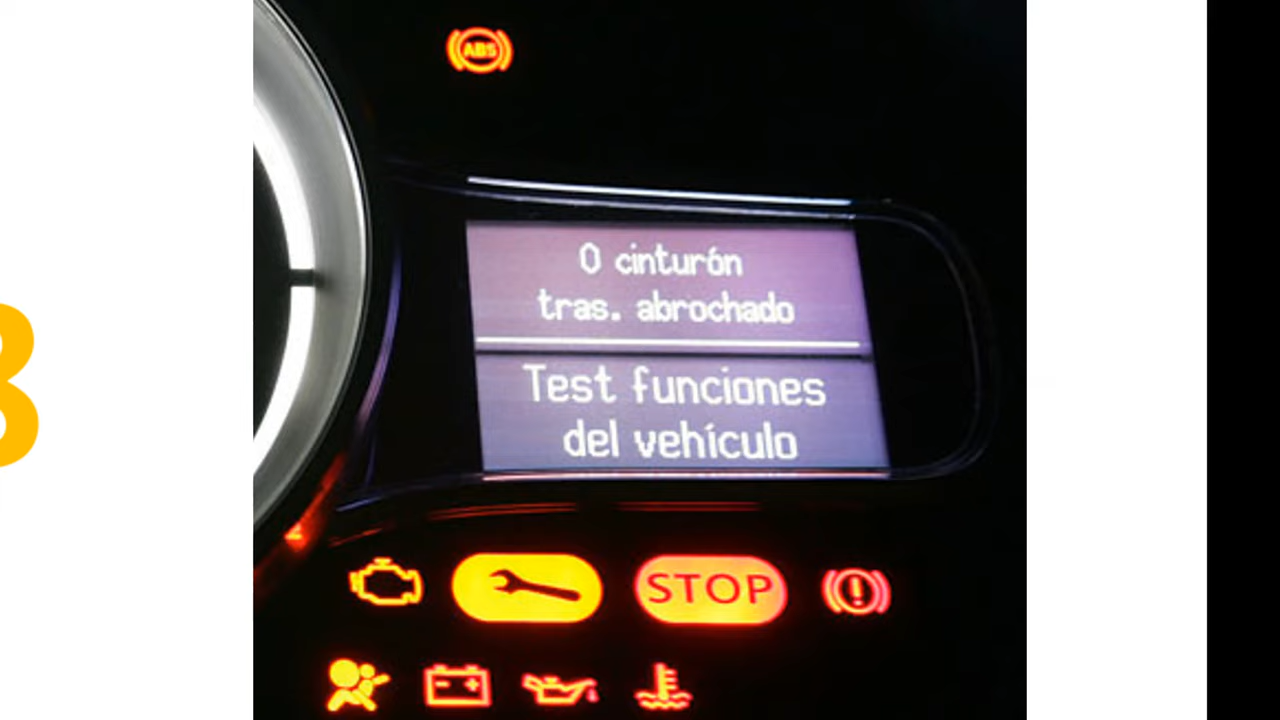 ABS
0 cinturón
tras. abrochado
Test funciones
del vehículo
STOP